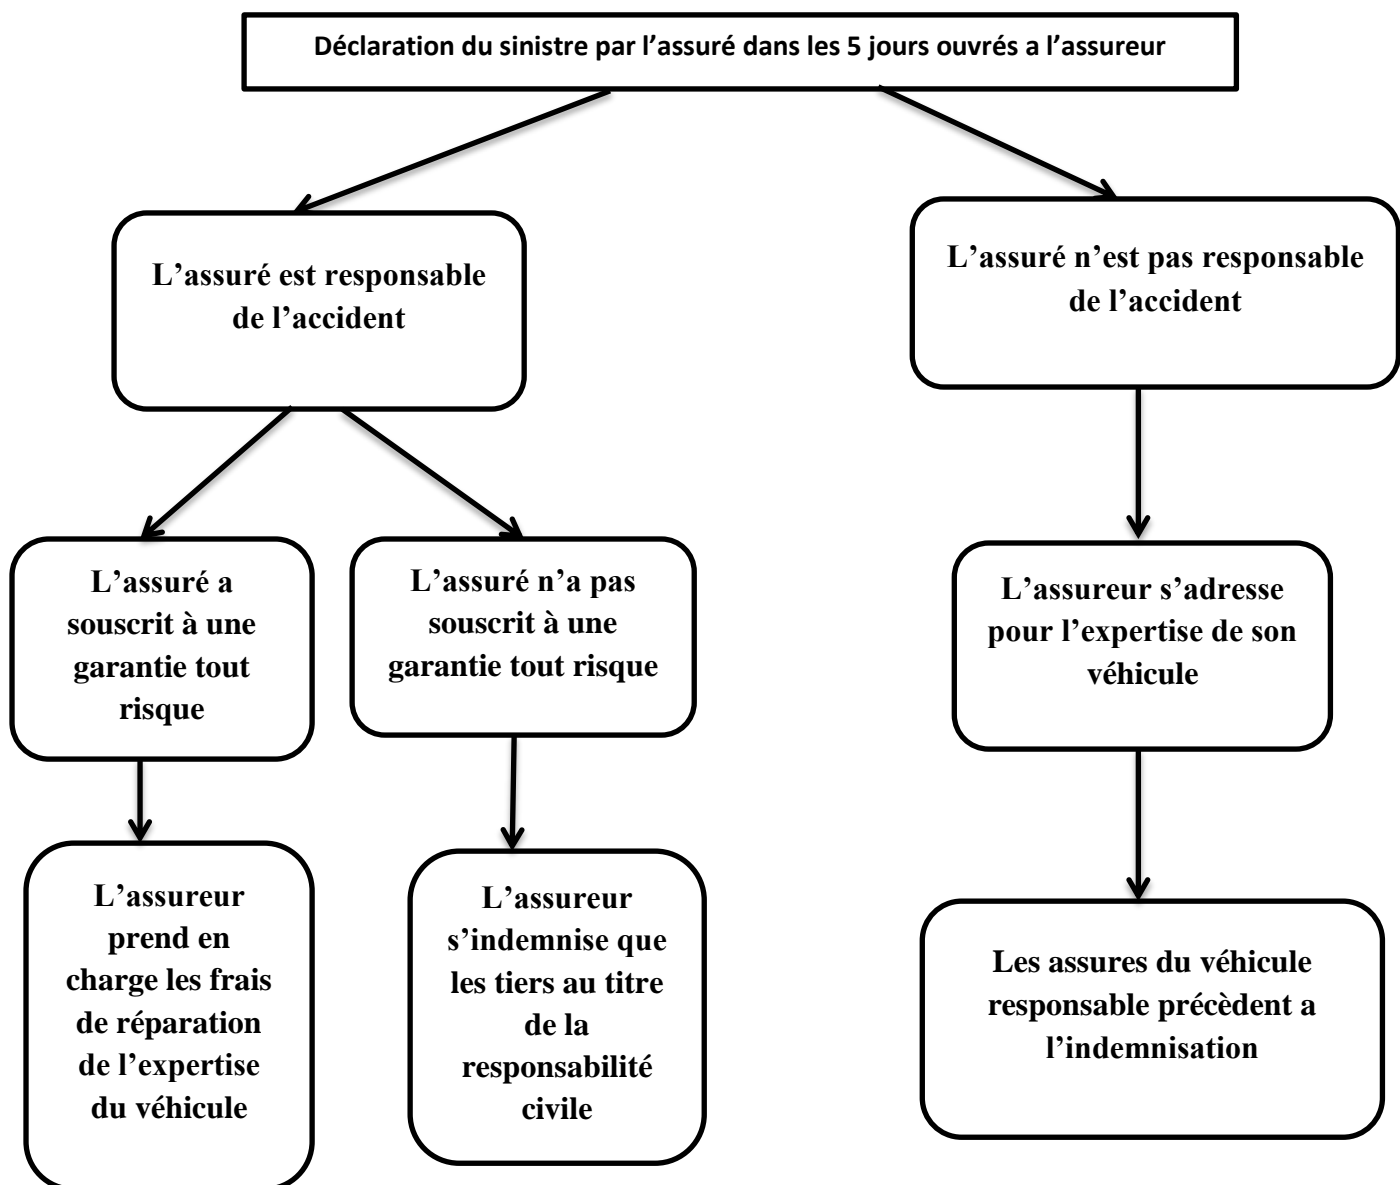 Déclaration du sinistre par l’assuré dans les 5 jours ouvrés a l’assureur
L’assuré est responsable
de l’accident
L’assuré n’est pas responsable
de l’accident
L’assuré a
souscrit à une
garantie tout
risque
L’assuré n’a pas
souscrit à une
garantie tout risque
L’assureur s’adresse
pour l’expertise de son
véhicule
L’assureur
prend en
charge les frais
de réparation
de l’expertise
du véhicule
L’assureur
s’indemnise que
les tiers au titre
de la
responsabilité
civile
Les assures du véhicule
responsable précèdent a
l’indemnisation